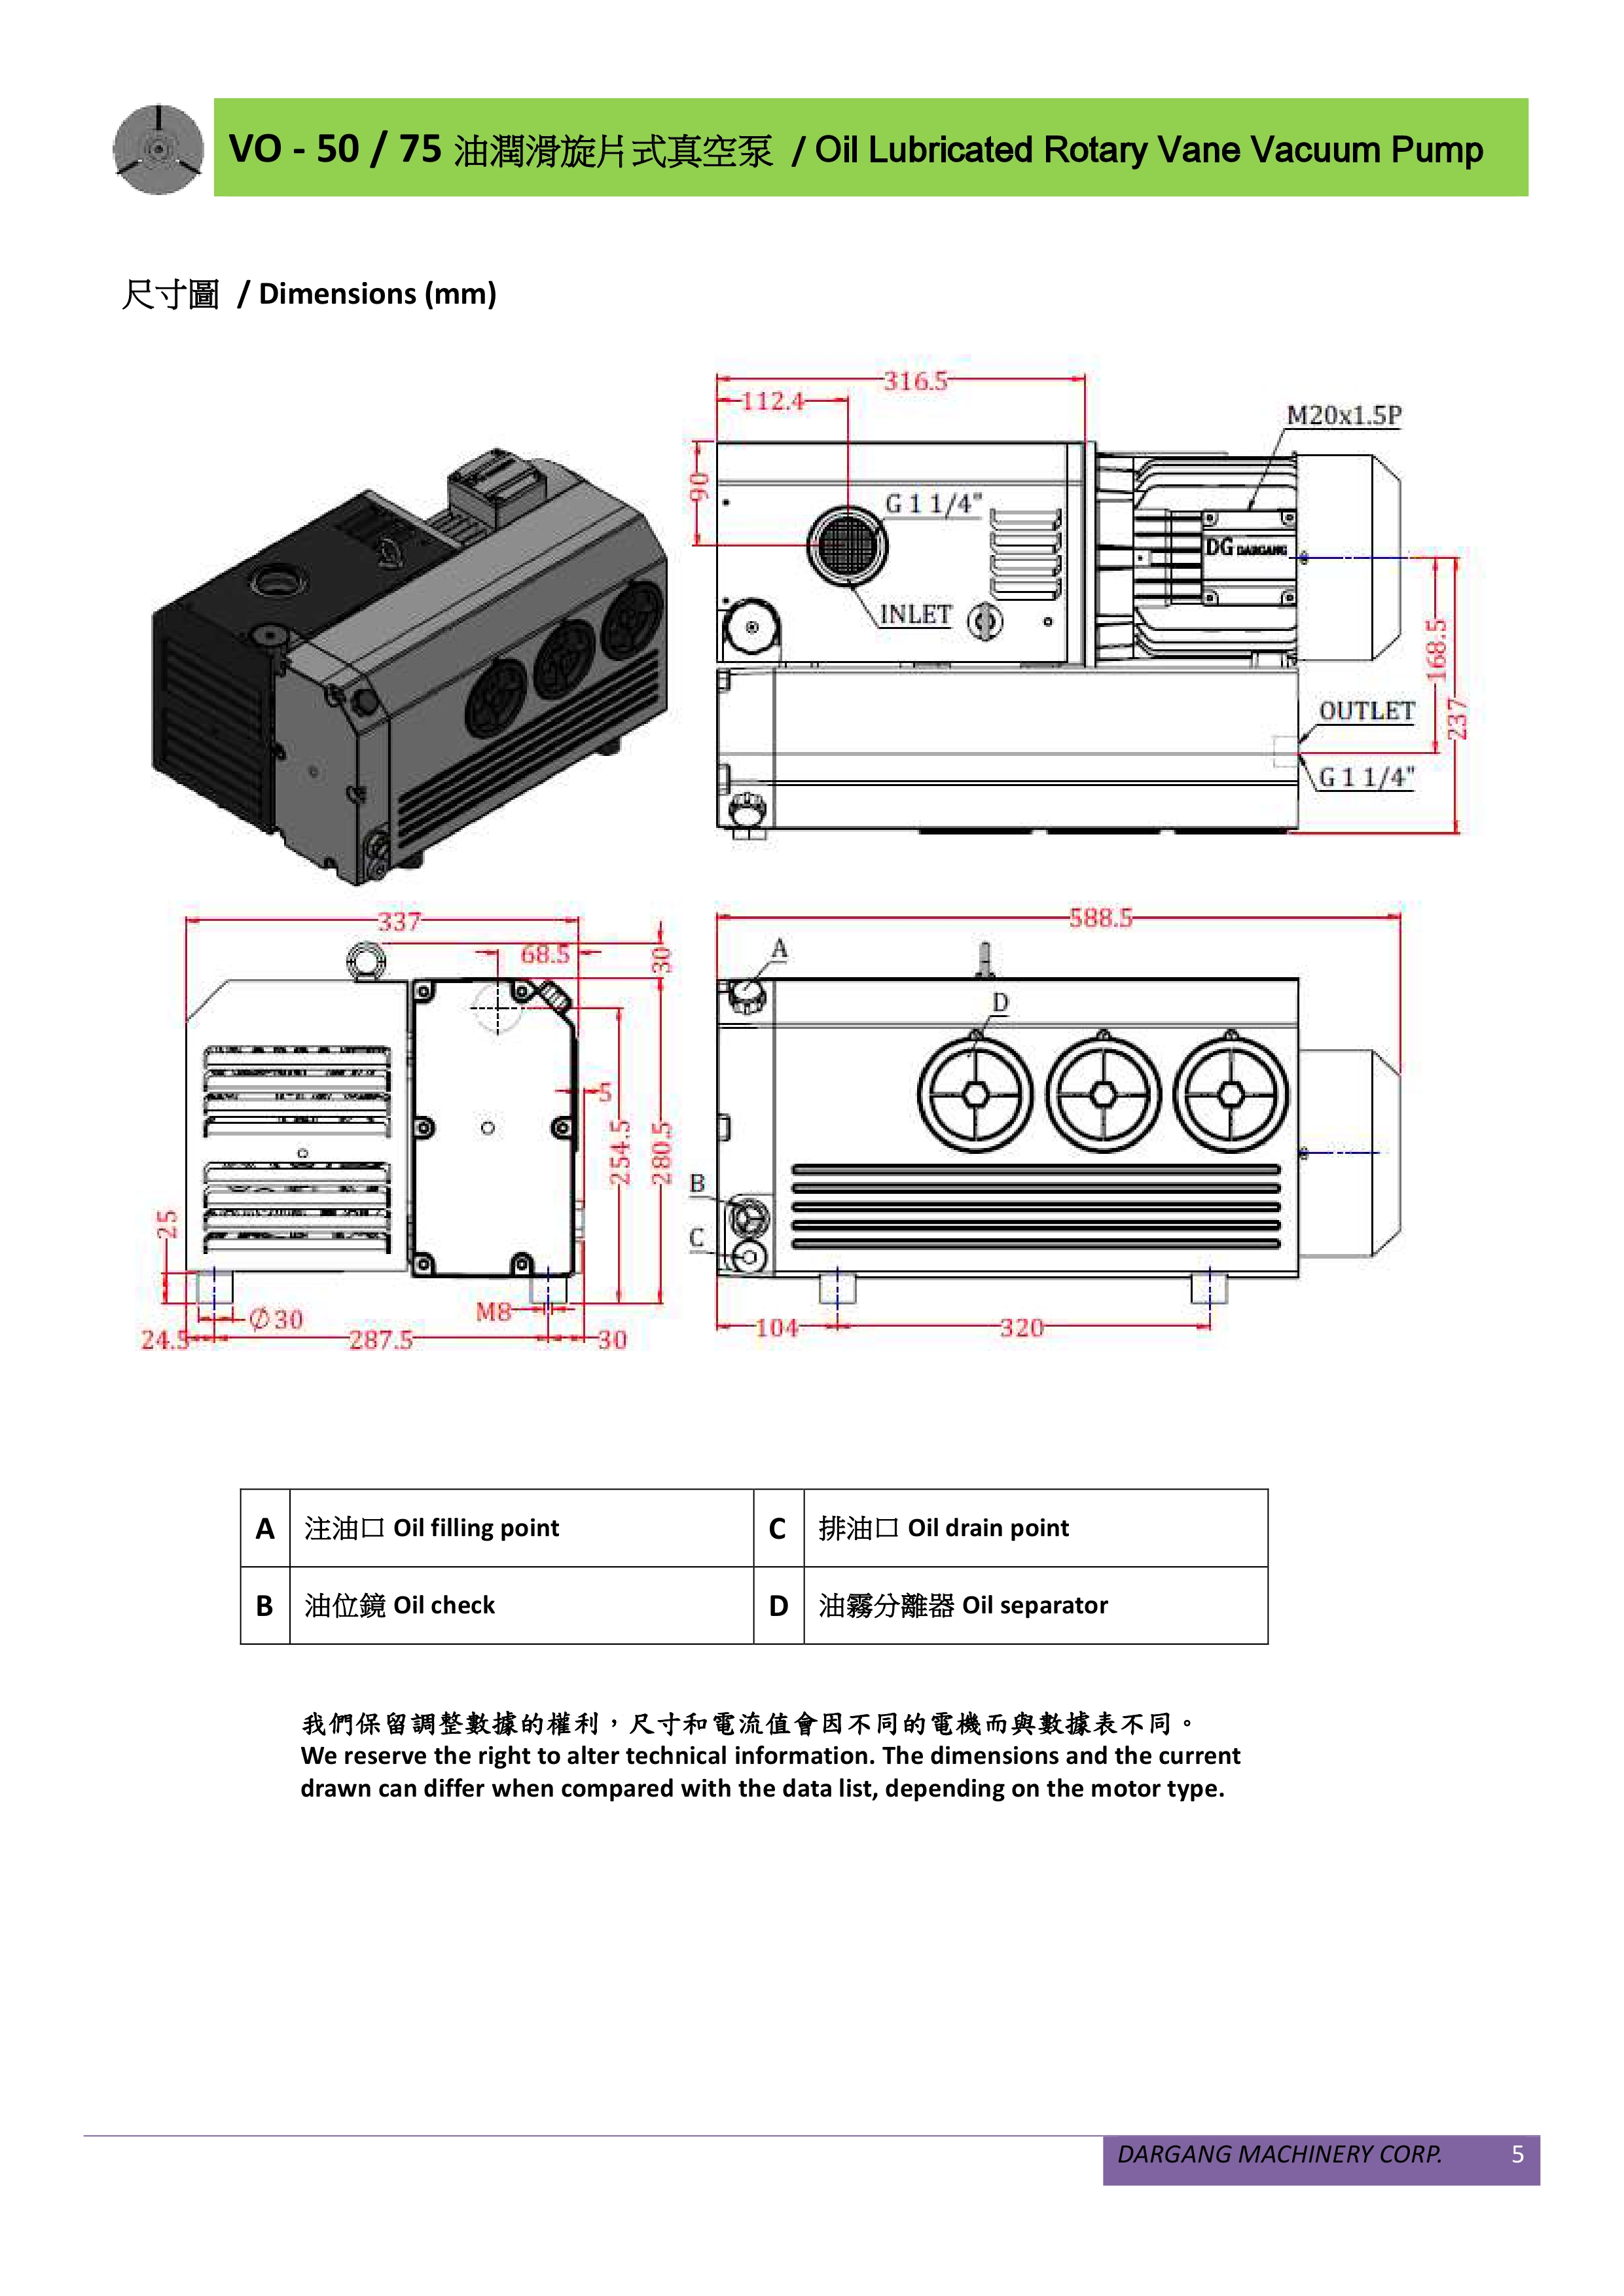 VO - 50 / 75 油潤滑旋片式真空泵 / Oil Lubricated Rotary Vane Vacuum Pump
尺寸圖 / Dimensions (mm)
316.5
112.4
M20x1.5P
90
G 1 1/4"
DG DARGANG
INLET
168.5
OUTLET
237
G 1 1/4"
337
68.5
30
588.5
A
D
5
254.5
280.5
B
25
C
Ø30
M8
24.5
287.5
30
104
320
A 注油口 Oil filling point C 排油口 Oil drain point
B 油位鏡 Oil check D 油霧分離器 Oil separator
我們保留調整數據的權利，尺寸和電流值會因不同的電機而與數據表不同。
We reserve the right to alter technical information. The dimensions and the current
drawn can differ when compared with the data list, depending on the motor type.
DARGANG MACHINERY CORP. 5